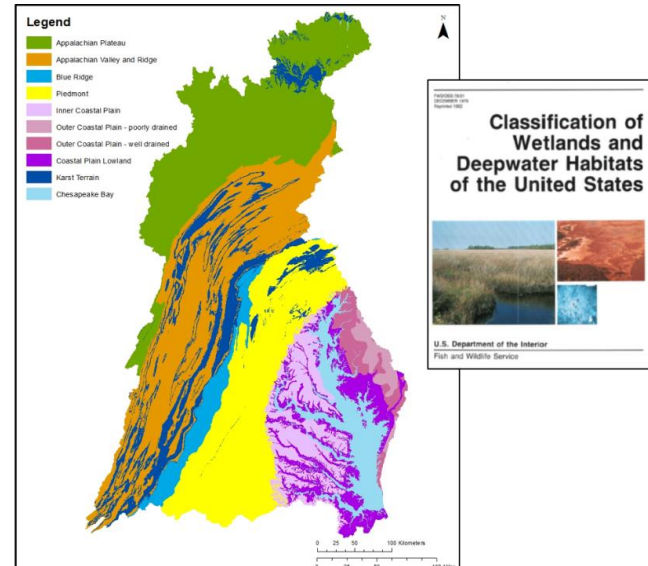 Legend
Appalachian Plateau
Appalachian Valley and Ridge
Blue Ridge
Piedmont
Inner Coastal Plain
Outer Coastal Plain - poorly drained
Outer Coastal Plain - well drained
Coastal Plain Lowland
Karst Terrain
Chesapeake Bay
N
0 25 50 100 Kilometers
Classification of
Wetlands and
Deepwater Habitats
of the United States
U.S. Department of the Interior
Fish and Wildlife Service